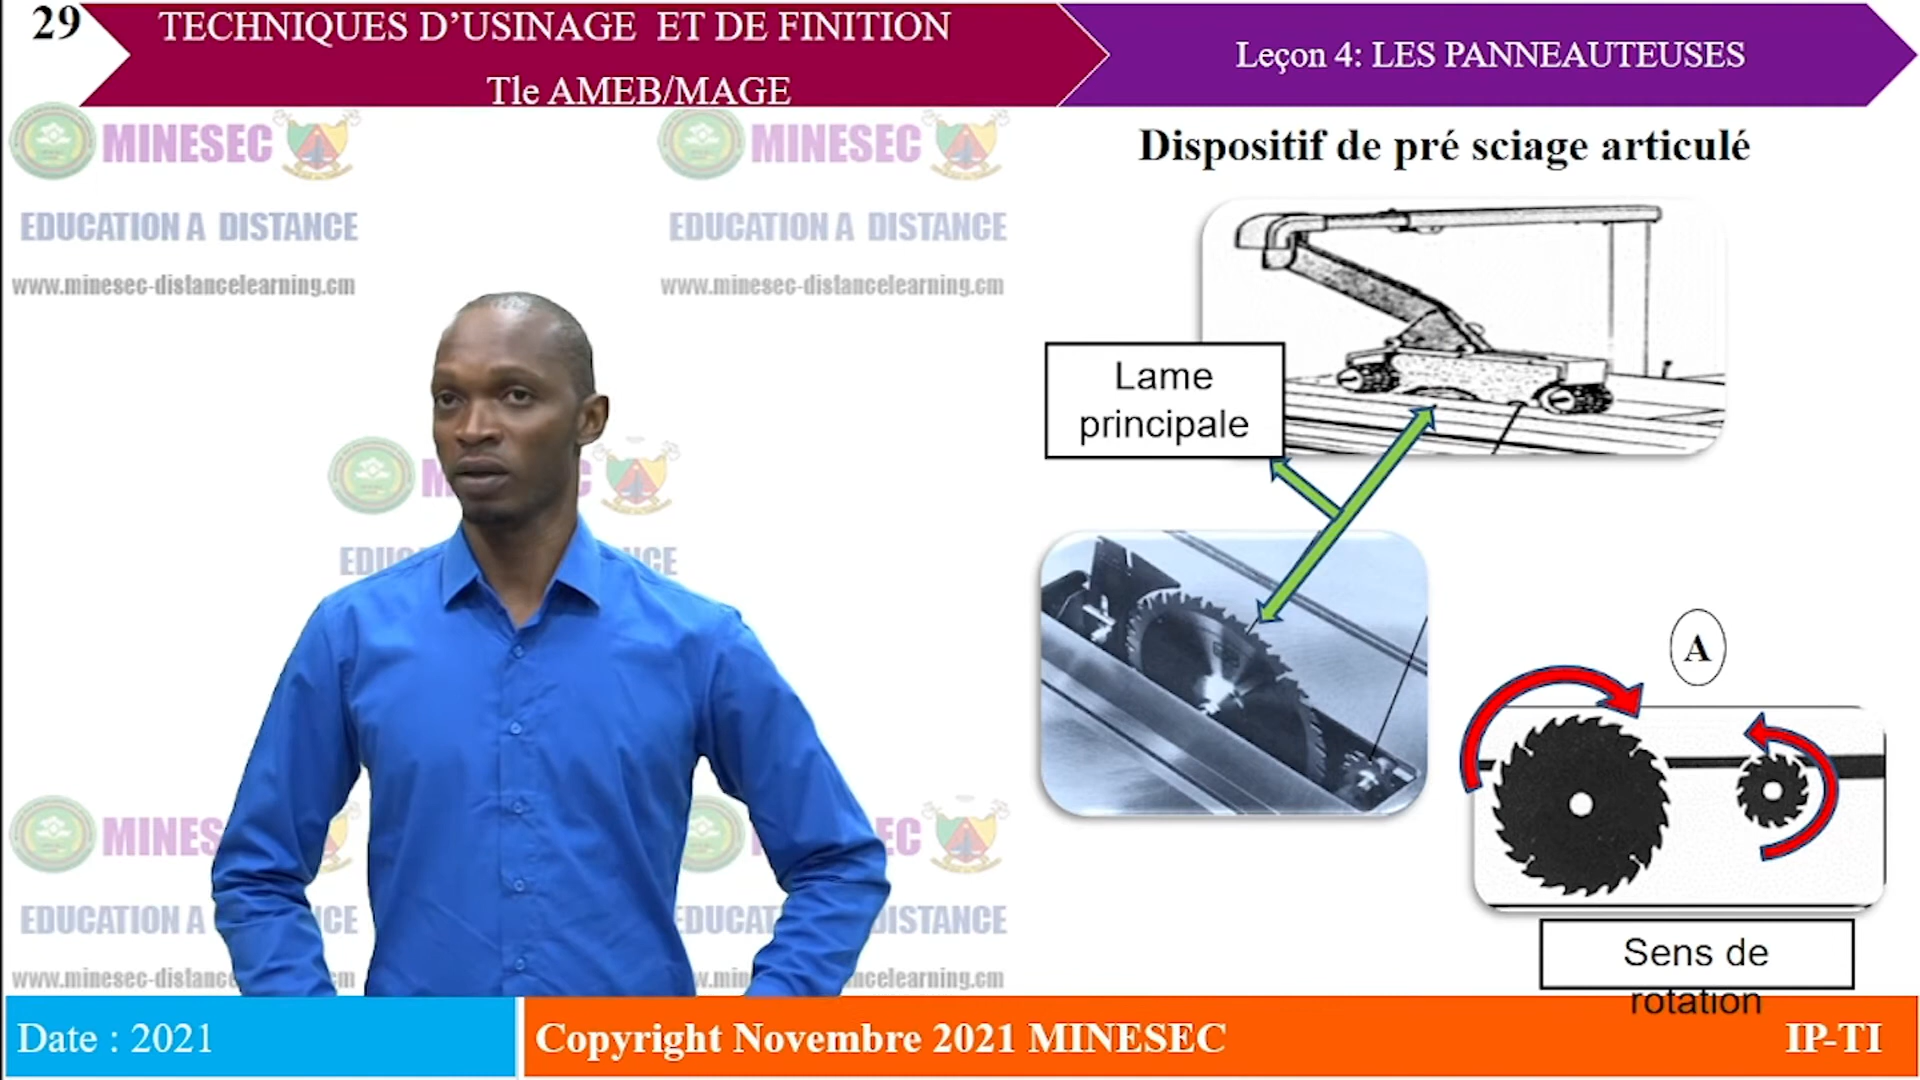 29
TECHNIQUES D’USINAGE ET DE FINITION
Tle AMEB/MAGE
Leçon 4: LES PANNEAUTEUSES
MINESEC
EDUCATION A DISTANCE
www.minesec-distancelearning.cm
MINESEC
EDUCATION A DISTANCE
www.minesec-distancelearning.cm
Dispositif de pré sciage articulé
Lame
principale
A
Sens de
rotation
Date : 2021
Copyright Novembre 2021 MINESEC
IP-TI